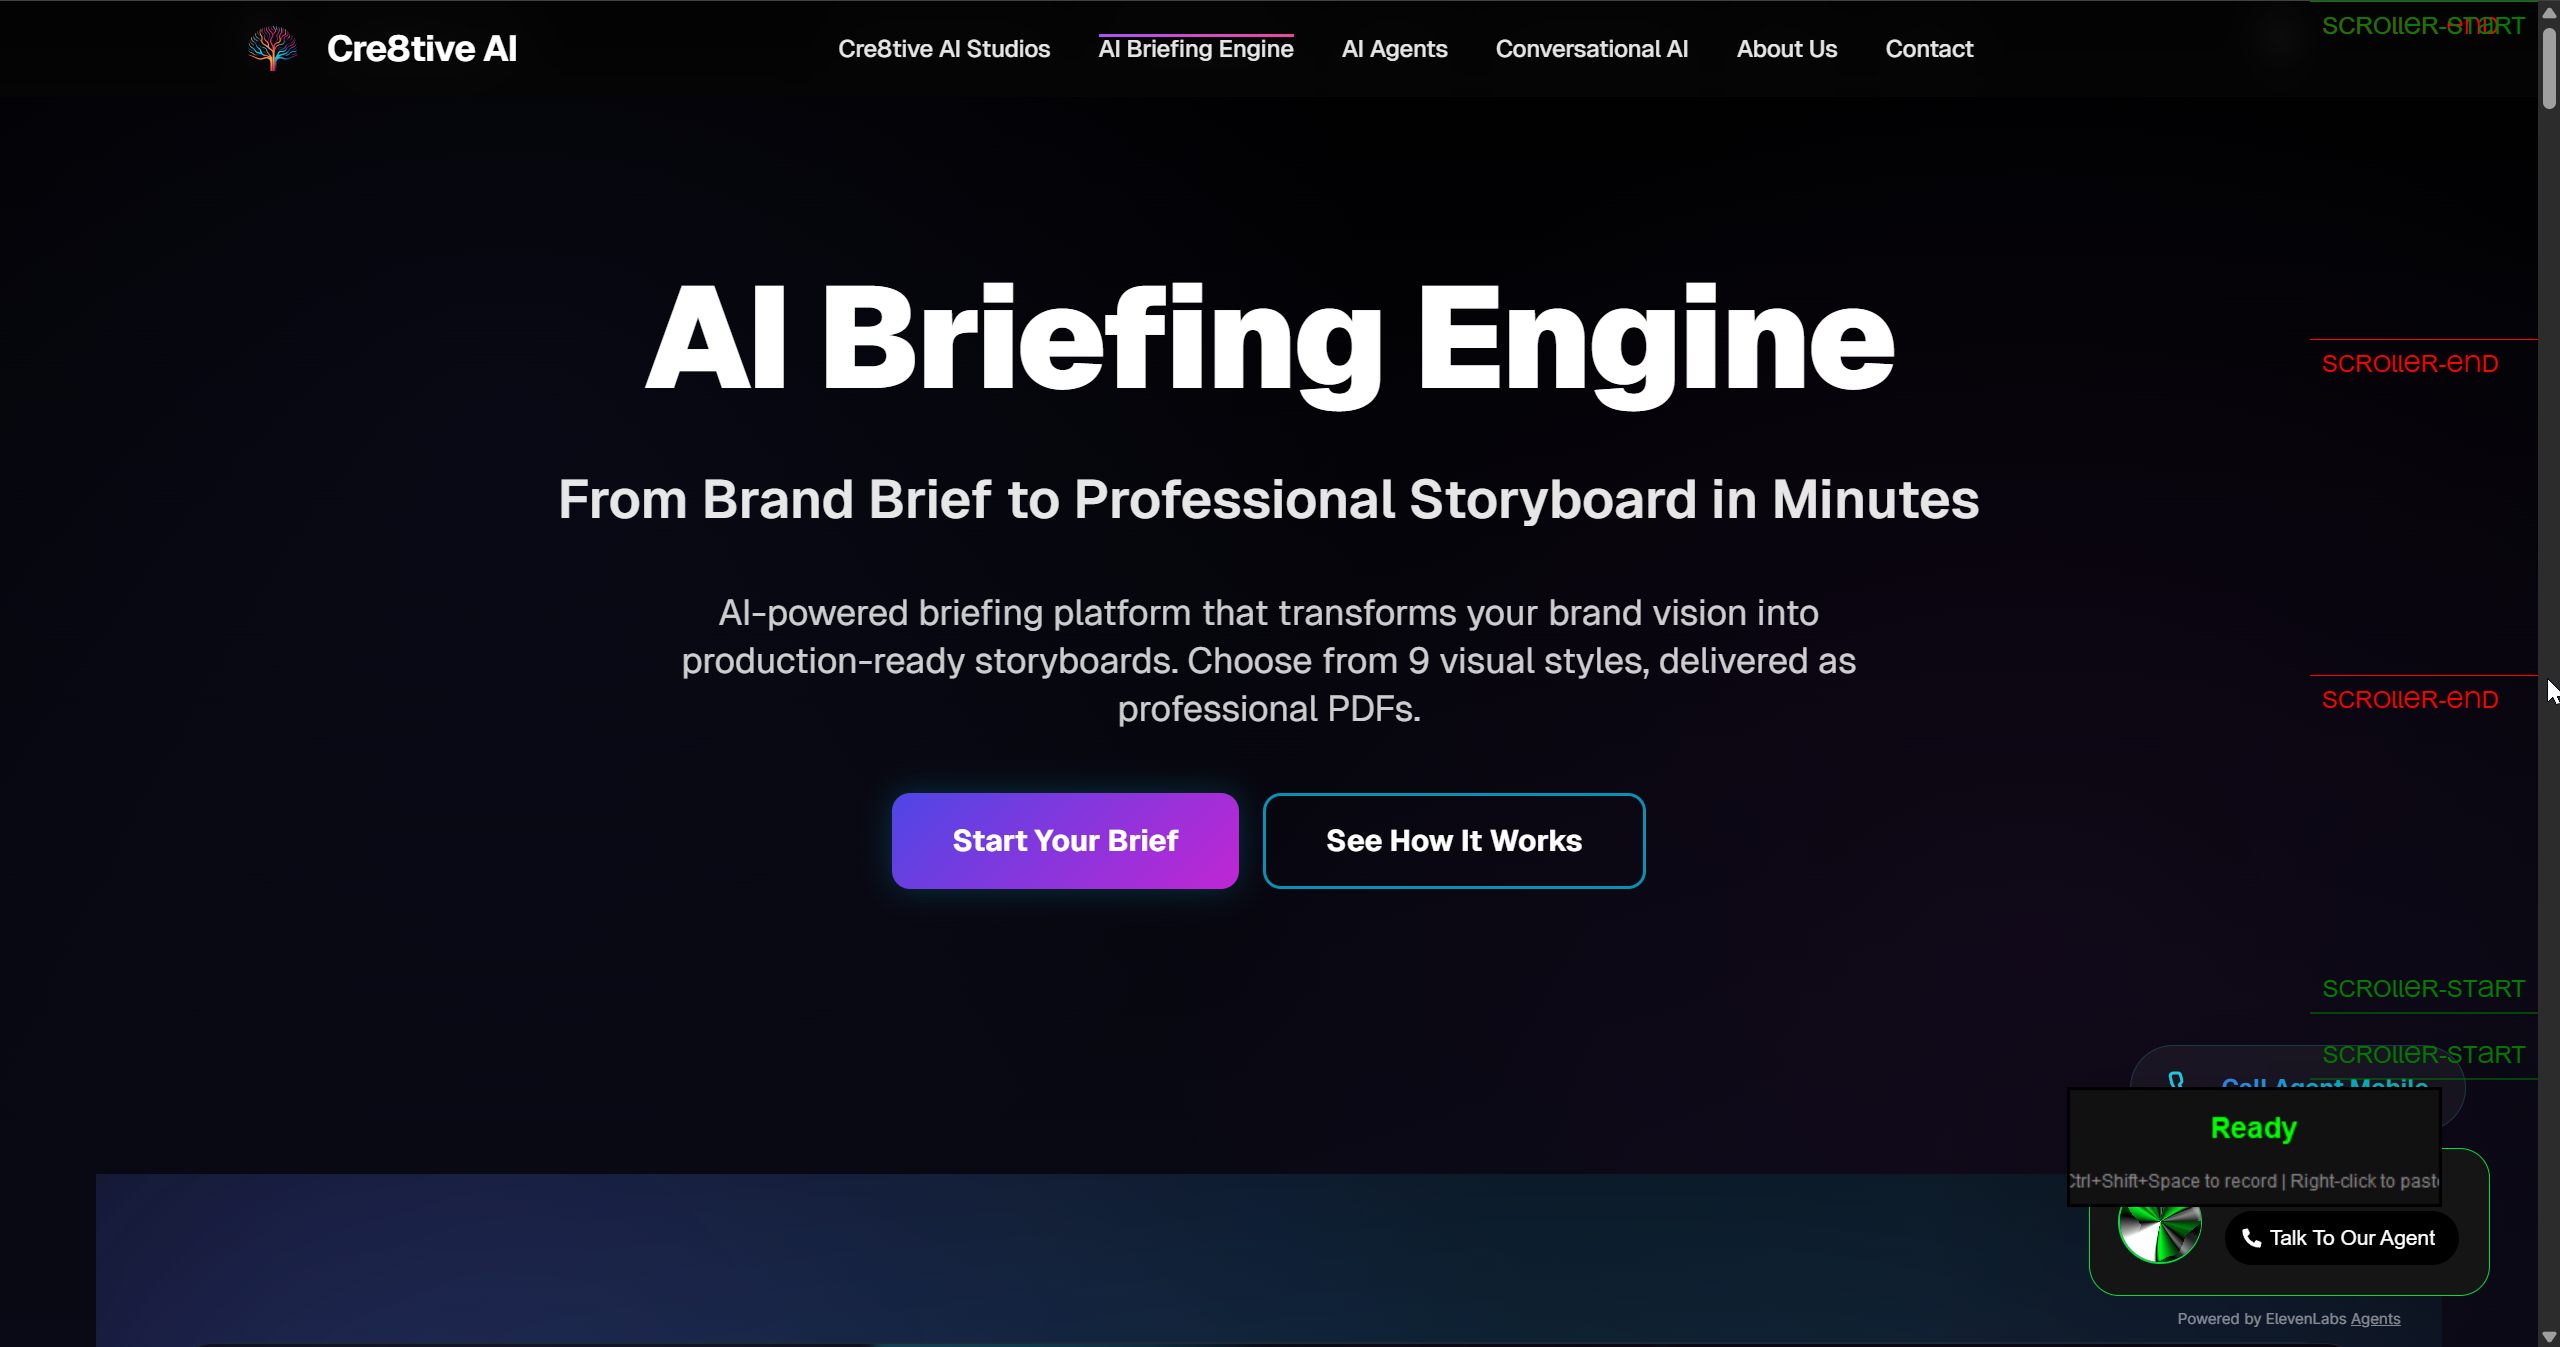 Cre8tive AI
Cre8tive AI Studios
AI Briefing Engine
AI Agents
Conversational AI
About Us
Contact
scroller-start
AI Briefing Engine
scroller-end
From Brand Brief to Professional Storyboard in Minutes
AI-powered briefing platform that transforms your brand vision into
production-ready storyboards. Choose from 9 visual styles, delivered as
professional PDFs.
scroller-end
Start Your Brief
See How It Works
scroller-start
scroller-start
Call Agent Mobile
Ready
Ctrl+Shift+Space to record | Right-click to paste
Talk To Our Agent
Powered by ElevenLabs Agents